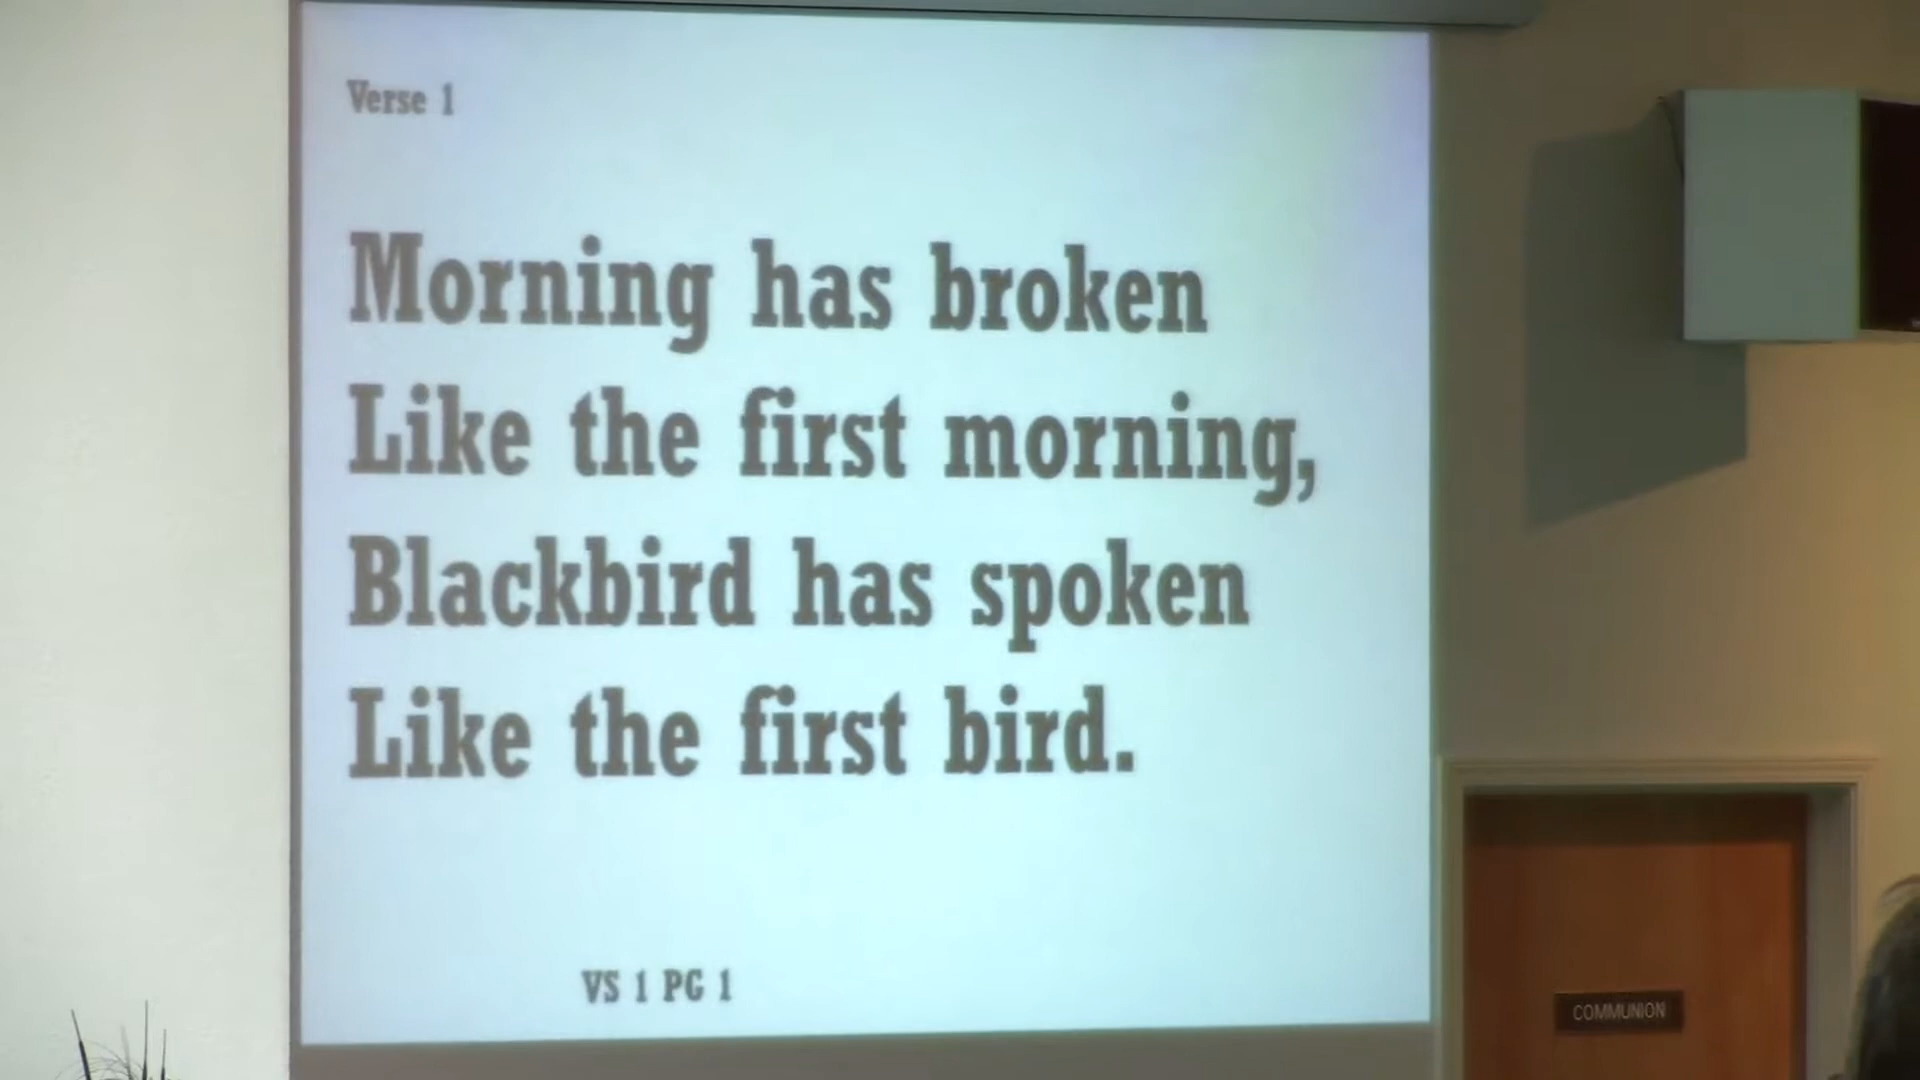 Verse 1
Morning has broken
Like the first morning,
Blackbird has spoken
Like the first bird.
VS 1 PG 1
COMMUNION